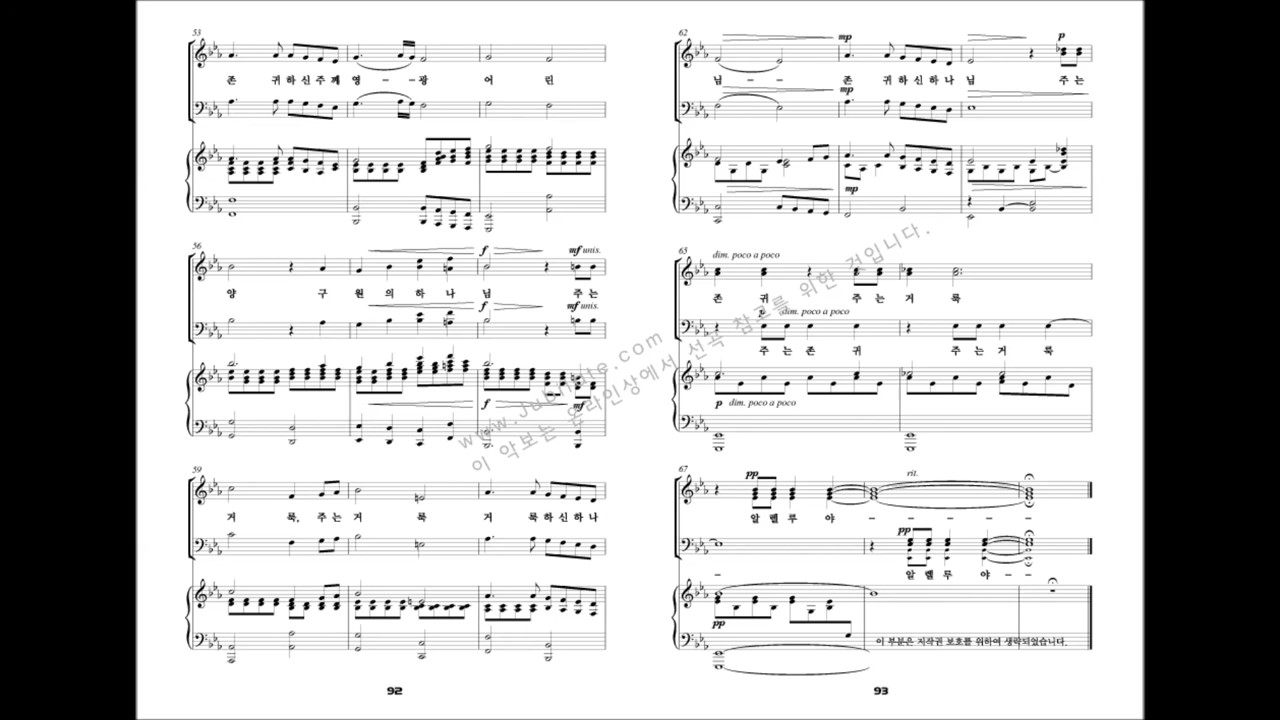 53
존 귀하신주께 영 - - 광 어 린
56
f mf unis.
양 구 원의하 나 님 주는
f mf unis.
f mf
59
거 룩, 주는거 룩 거 룩하신하나
92
62
mp p
님 - - 존 귀하신하나 님 주는
mp
mp
65
dim. poco a poco
존 귀 주는거 룩
p dim. poco a poco
주는존 귀 주는거 룩
p dim. poco a poco
67
pp rit.
알렐루 야 - - - - -
pp
- 알렐루 야 - -
pp
이 부분은 저작권 보호를 위하여 생략되었습니다.
93
www.jubilate.com
이 악보는 온라인상에서 선곡 참고를 위한 것입니다.